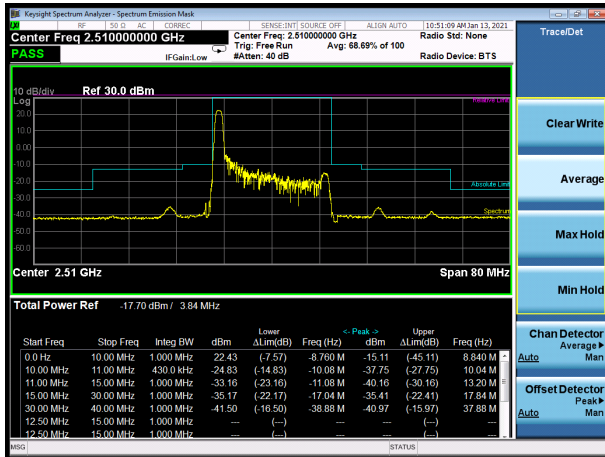 Keysight Spectrum Analyzer - Spectrum Emission Mask
RF 50 Ω AC CORREC SENSE:INT SOURCE OFF ALIGN AUTO 10:51:09 AM Jan 13, 2021
Center Freq 2.510000000 GHz
Center Freq: 2.510000000 GHz
Radio Std: None
Trig: Free Run Avg: 68.69% of 100
PASS
IFGain:Low
#Atten: 40 dB
Radio Device: BTS
Trace/Det
10 dB/div Ref 30.0 dBm
Log
Relative Limit
20.0
10.0
0.00
-10.0
-20.0
Absolute Limit
-30.0
-40.0
Spectrum
-50.0
-60.0
Center 2.51 GHz Span 80 MHz
Clear Write
Average
Max Hold
Min Hold
Chan Detector
Average
Auto Man
Offset Detector
Peak
Auto Man
Total Power Ref -17.70 dBm / 3.84 MHz
Lower <- Peak -> Upper
Start Freq Stop Freq Integ BW dBm ΔLim(dB) Freq (Hz) dBm ΔLim(dB) Freq (Hz)
0.0 Hz 10.00 MHz 1.000 MHz 22.43 (-7.57) -8.760 M -15.11 (-45.11) 8.840 M
10.00 MHz 11.00 MHz 430.0 kHz -24.83 (-14.83) -10.08 M -37.75 (-27.75) 10.04 M
11.00 MHz 15.00 MHz 1.000 MHz -33.16 (-23.16) -11.08 M -40.16 (-30.16) 13.20 M
15.00 MHz 30.00 MHz 1.000 MHz -35.17 (-22.17) -17.04 M -35.41 (-22.41) 17.84 M
30.00 MHz 40.00 MHz 1.000 MHz -41.50 (-16.50) -38.88 M -40.97 (-15.97) 37.88 M
12.50 MHz 15.00 MHz 1.000 MHz --- (---) --- (---)
12.50 MHz 15.00 MHz 1.000 MHz --- (---) --- (---)
MSG STATUS